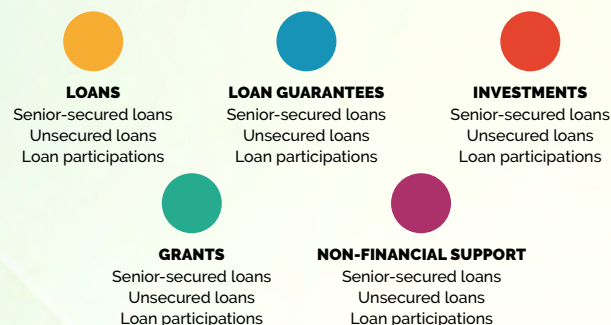 LOANS
Senior-secured loans
Unsecured loans
Loan participations
LOAN GUARANTEES
Senior-secured loans
Unsecured loans
Loan participations
INVESTMENTS
Senior-secured loans
Unsecured loans
Loan participations
GRANTS
Senior-secured loans
Unsecured loans
Loan participations
NON-FINANCIAL SUPPORT
Senior-secured loans
Unsecured loans
Loan participations